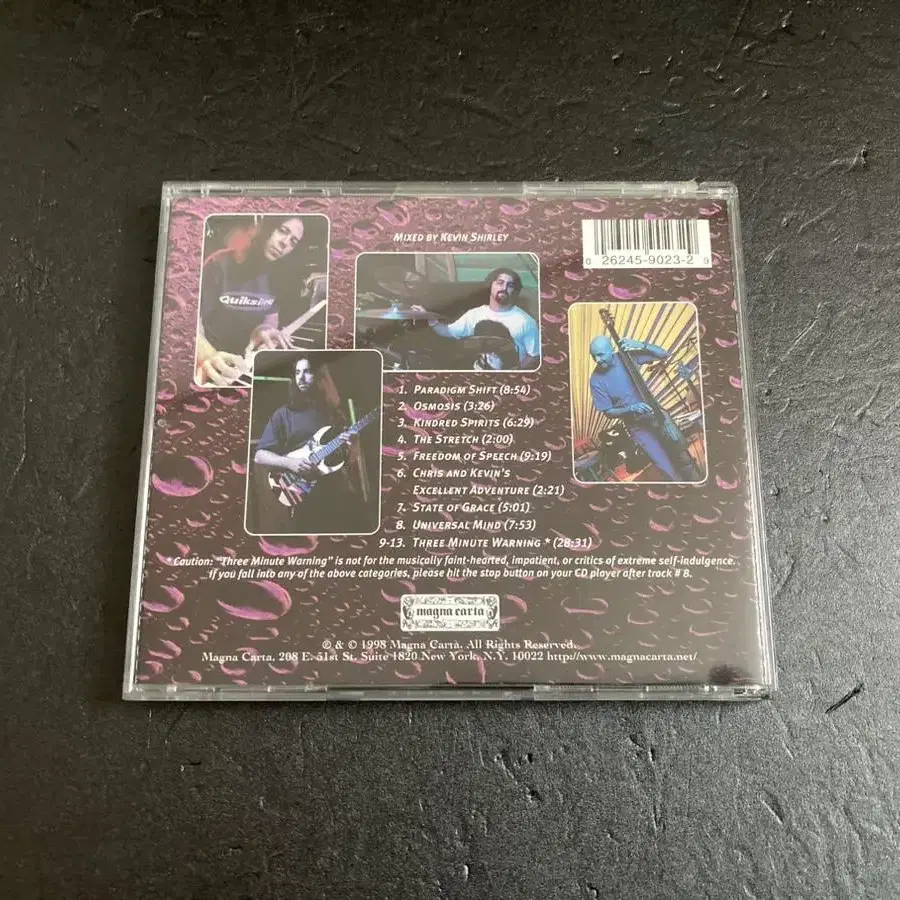 Mixed by Kevin Shirley
0 26245-9023-2 9
1. Paradigm Shift (8:54)
2. Osmosis (3:26)
3. Kindred Spirits (6:29)
4. The Stretch (2:00)
5. Freedom of Speech (9:19)
6. Chris and Kevin's
Excellent Adventure (2:21)
7. State of Grace (5:01)
8. Universal Mind (7:53)
9-13. Three Minute Warning * (28:31)
* Caution: "Three Minute Warning" is not for the musically faint-hearted, impatient, or critics of extreme self-indulgence.
If you fall into any of the above categories, please hit the stop button on your CD player after track # 8.
magna carta
℗ & © 1998 Magna Carta. All Rights Reserved.
Magna Carta, 208 E. 51st St. Suite 1820 New York, N.Y. 10022 http//www.magnacarta.net/